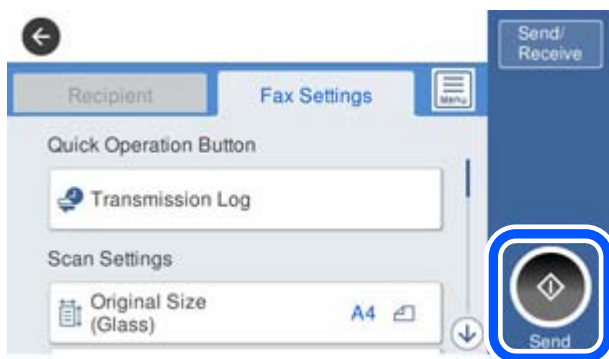 Send/
Receive
Recipient
Fax Settings
Menu
Quick Operation Button
Transmission Log
Scan Settings
Original Size
(Glass)
A4
Send